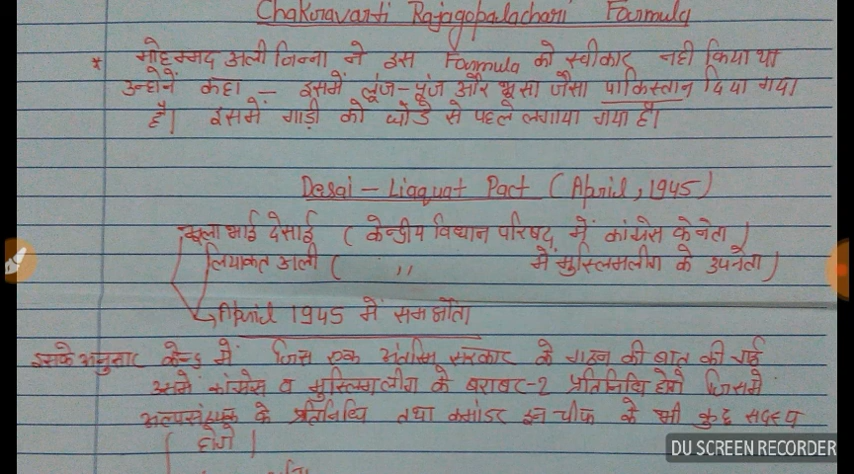 Chakravarti Rajagopalachari Formula
* मोहम्मद अली जिन्ना ने इस Formula को स्वीकार नहीं किया था
उन्होनें कहा – इसमें लूंज-पूंज और भूसा जैसा पाकिस्तान दिया गया
है। इसमें गाड़ी को घोडे से पहले लगाया गया है।
Desai – Liaquat Pact ( April, 1945)
भूला भाई देसाई ( केन्द्रीय विधान परिषद् में कांग्रेस के नेता )
लियाकत अली ( ,, में मुस्लिमलीग के उपनेता )
April 1945 में समझौता
इसके अनुसार केन्द्र में जिस एक अंतरिम सरकार के गठन की बात की गई
उसमें कांग्रेस व मुस्लिमलीग के बराबर-2 प्रतिनिधि होगें जिसमें
अल्पसंख्यक के प्रतिनिधि तथा कमांडर इन चीफ के भी कुछ सदस्य
होगें ।
DU SCREEN RECORDER